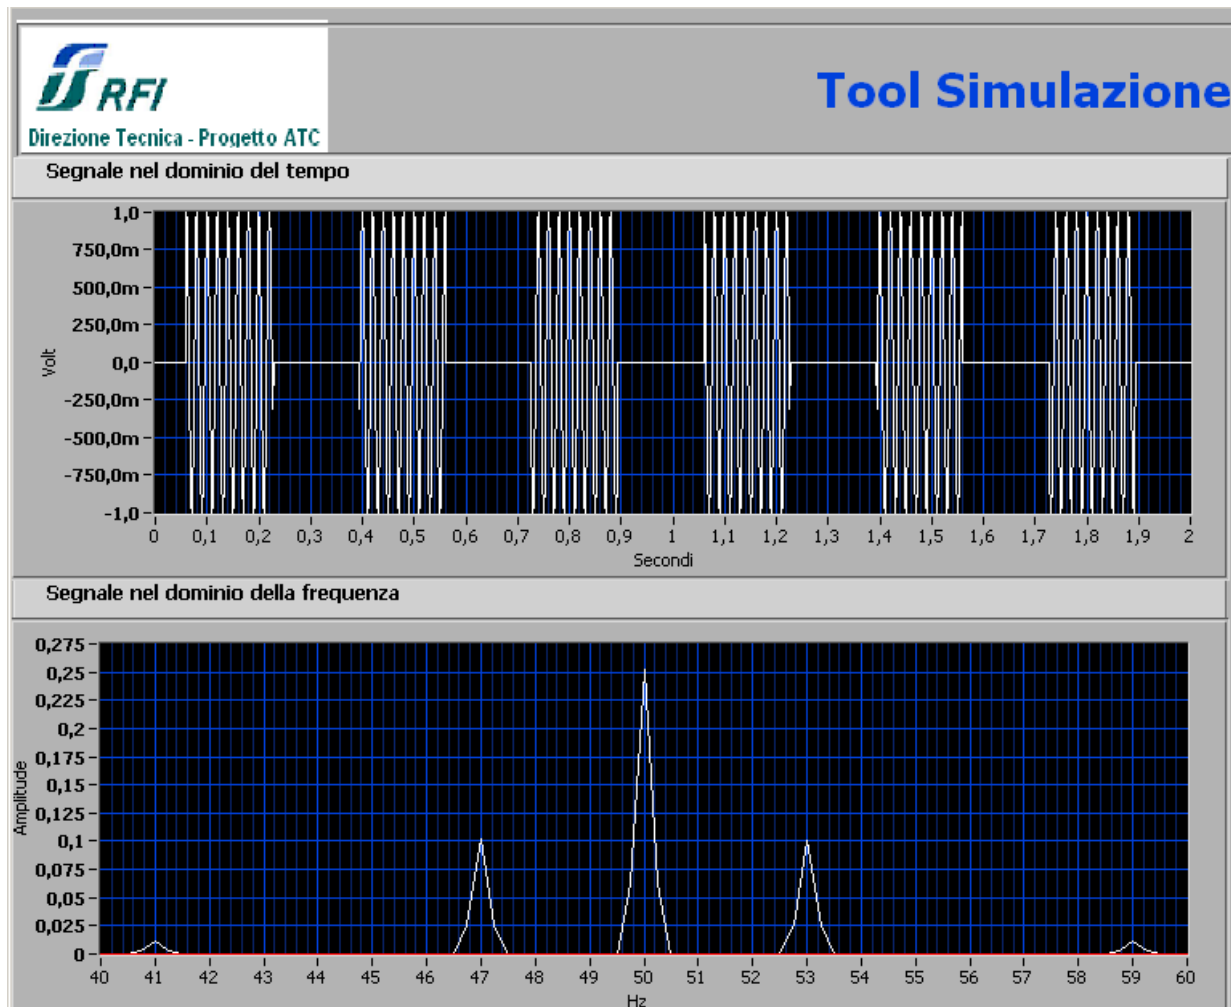 RFI
Tool Simulazione
Direzione Tecnica - Progetto ATC
Segnale nel dominio del tempo
1,0
750,0m
500,0m
250,0m
0,0
-250,0m
-500,0m
-750,0m
-1,0
Volt
0 0,1 0,2 0,3 0,4 0,5 0,6 0,7 0,8 0,9 1 1,1 1,2 1,3 1,4 1,5 1,6 1,7 1,8 1,9 2
Secondi
Segnale nel dominio della frequenza
0,275
0,25
0,225
0,2
0,175
0,15
0,125
0,1
0,075
0,05
0,025
0
Amplitude
40 41 42 43 44 45 46 47 48 49 50 51 52 53 54 55 56 57 58 59 60
Hz